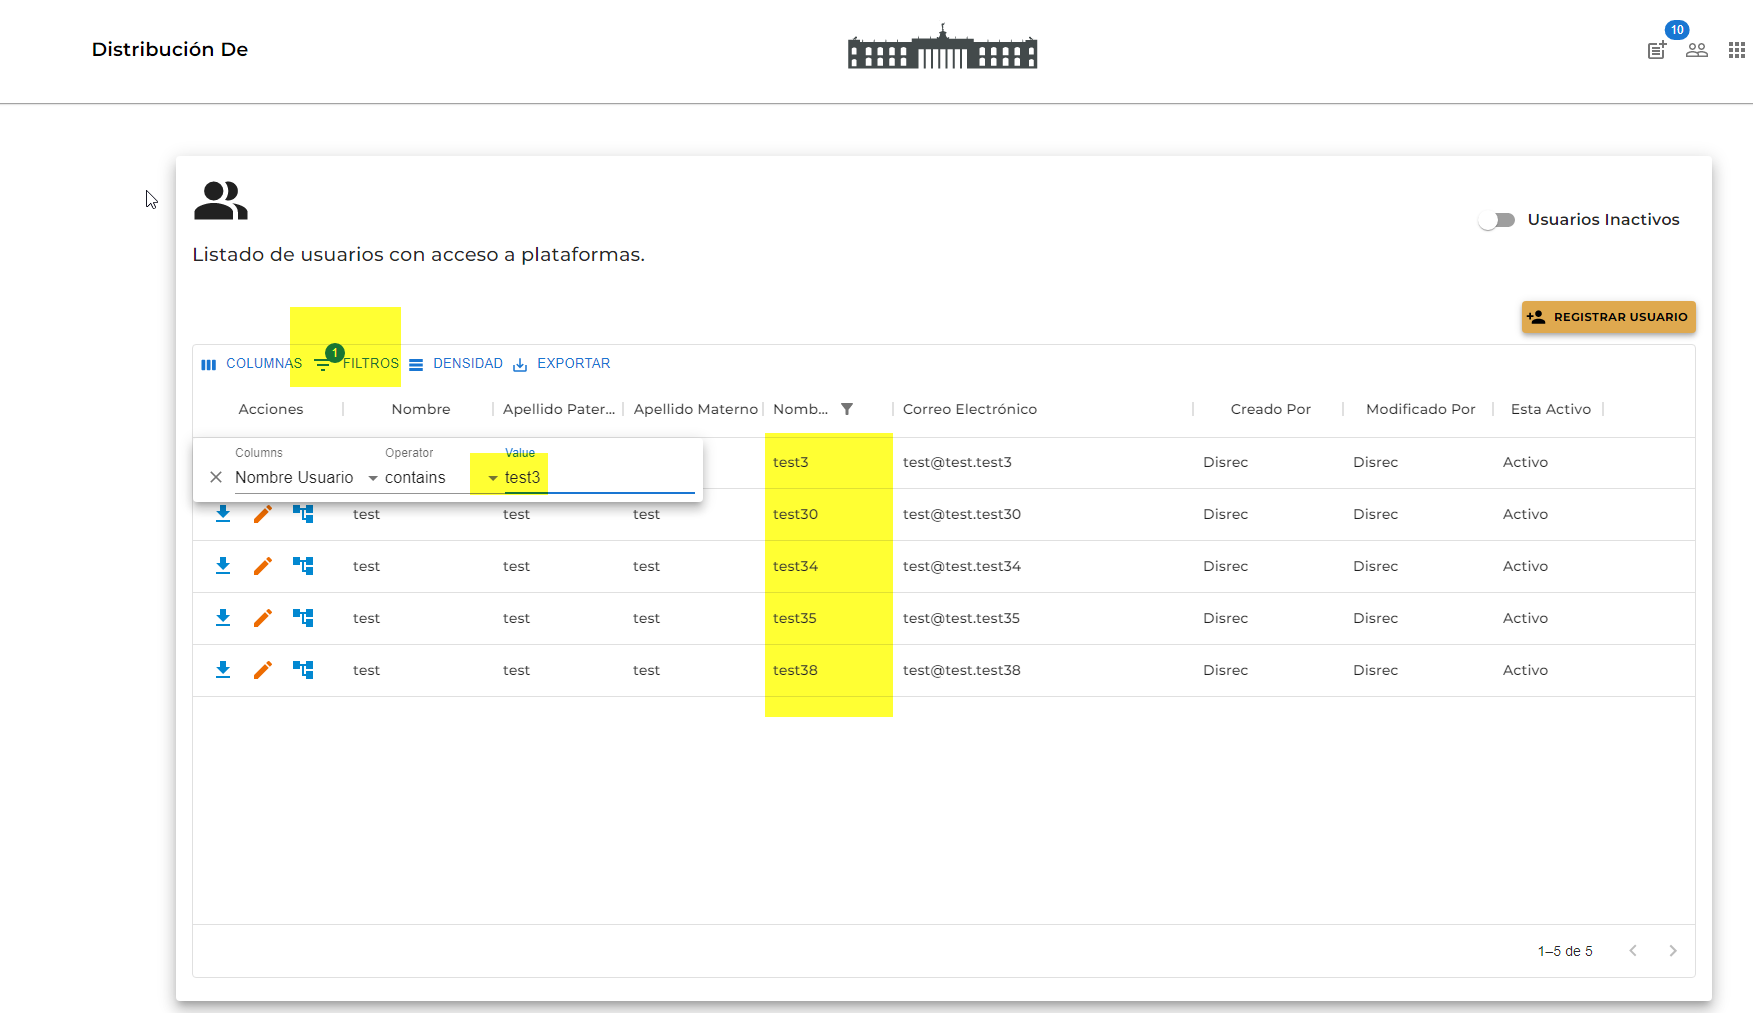 Distribución De
10
Usuarios Inactivos
Listado de usuarios con acceso a plataformas.
REGISTRAR USUARIO
COLUMNAS 1 FILTROS DENSIDAD EXPORTAR
Acciones Nombre Apellido Pater... Apellido Materno Nomb... Correo Electrónico Creado Por Modificado Por Esta Activo
Columns Operator Value
Nombre Usuario contains test3
test3 test@test.test3 Disrec Disrec Activo
test test test test30 test@test.test30 Disrec Disrec Activo
test test test test34 test@test.test34 Disrec Disrec Activo
test test test test35 test@test.test35 Disrec Disrec Activo
test test test test38 test@test.test38 Disrec Disrec Activo
1–5 de 5